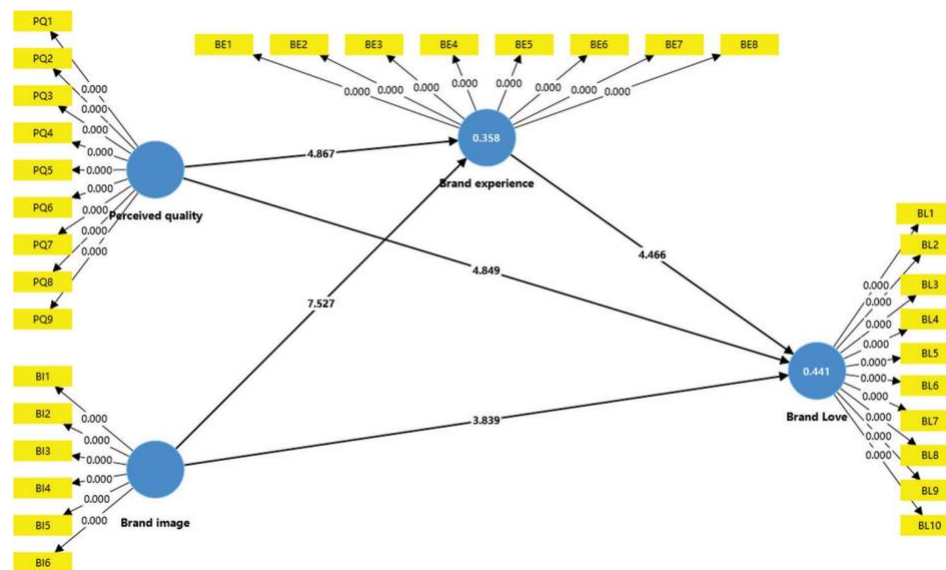 PQ1
PQ2
PQ3
PQ4
PQ5
PQ6
PQ7
PQ8
PQ9
0.000
0.000
0.000
0.000
0.000
0.000
0.000
0.000
0.000
Perceived quality
BE1 BE2 BE3 BE4 BE5 BE6 BE7 BE8
0.000 0.000 0.000 0.000 0.000 0.000 0.000 0.000
0.358
Brand experience
4.867
4.849
4.466
7.527
3.839
BI1
BI2
BI3
BI4
BI5
BI6
0.000
0.000
0.000
0.000
0.000
0.000
Brand image
0.441
Brand Love
0.000
0.000
0.000
0.000
0.000
0.000
0.000
0.000
0.000
0.000
BL1
BL2
BL3
BL4
BL5
BL6
BL7
BL8
BL9
BL10